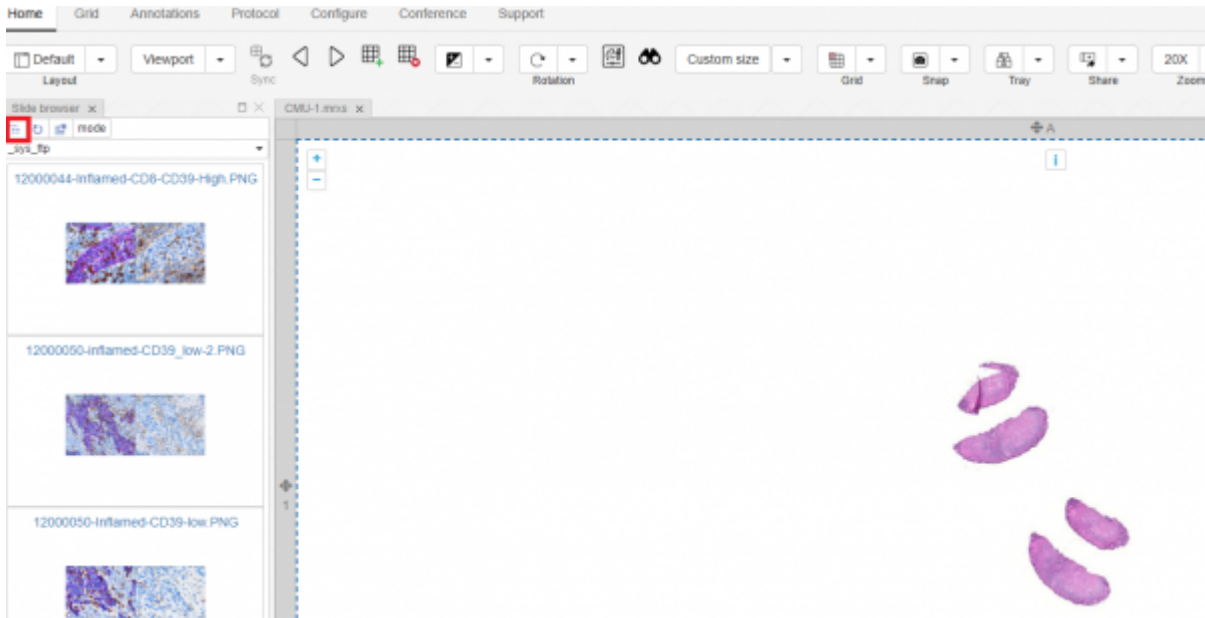 Home Grid Annotations Protocol Configure Conference Support
Default Viewport Custom size 20X
Layout Sync Rotation Grid Snap Tray Share Zoom
Slide browser x CMU-1.mrxs x
mode A
_sys_ftp
+ i
−
12000044-Inflamed-CD8-CD39-High.PNG
12000050-inflamed-CD39_low-2.PNG
1
12000050-Inflamed-CD39-low.PNG